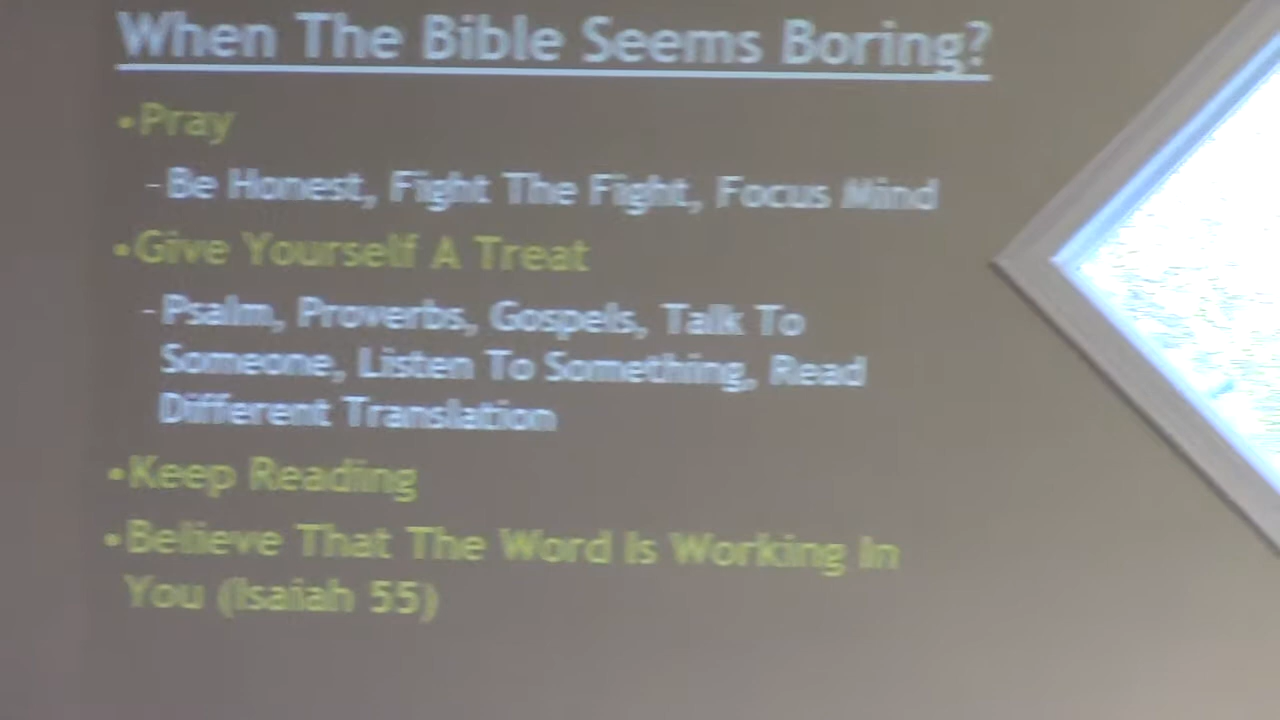 When The Bible Seems Boring?
•Pray
-Be Honest, Fight The Fight, Focus Mind
•Give Yourself A Treat
-Psalm, Proverbs, Gospels, Talk To
Someone, Listen To Something, Read
Different Translation
•Keep Reading
•Believe That The Word Is Working In
You (Isaiah 55)